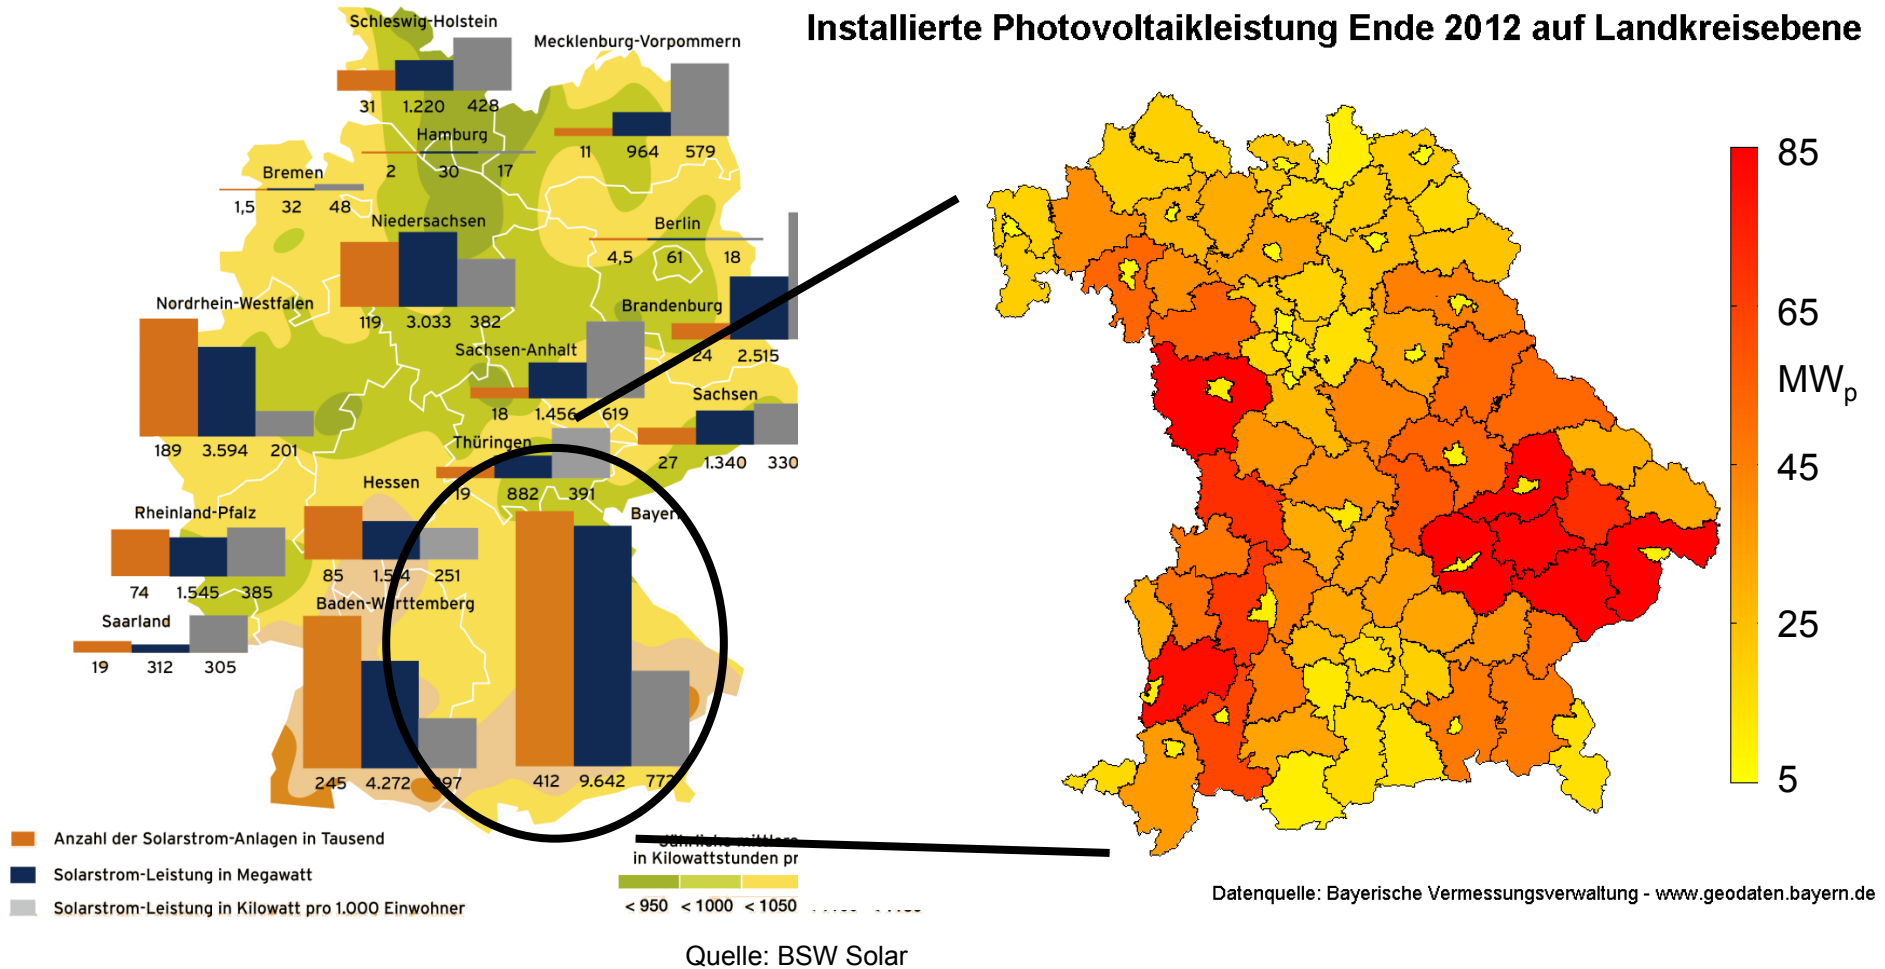 Installierte Photovoltaikleistung Ende 2012 auf Landkreisebene
Schleswig-Holstein
31 1.220 428
Mecklenburg-Vorpommern
11 964 579
Hamburg
2 30 17
Bremen
1,5 32 48
Niedersachsen
119 3.033 382
Berlin
4,5 61 18
Brandenburg
24 2.515
Nordrhein-Westfalen
189 3.594 201
Sachsen-Anhalt
18 1.456 619
Sachsen
27 1.340 330
Thüringen
19 882 391
Hessen
85 251
Rheinland-Pfalz
74 1.545 385
Bayern
412 9.642
Saarland
19 312 305
Baden-Württemberg
245 4.272
Anzahl der Solarstrom-Anlagen in Tausend
Solarstrom-Leistung in Megawatt
Solarstrom-Leistung in Kilowatt pro 1.000 Einwohner
in Kilowattstunden pr
< 950 < 1000 < 1050
85
65
MWp
45
25
5
Datenquelle: Bayerische Vermessungsverwaltung - www.geodaten.bayern.de
Quelle: BSW Solar